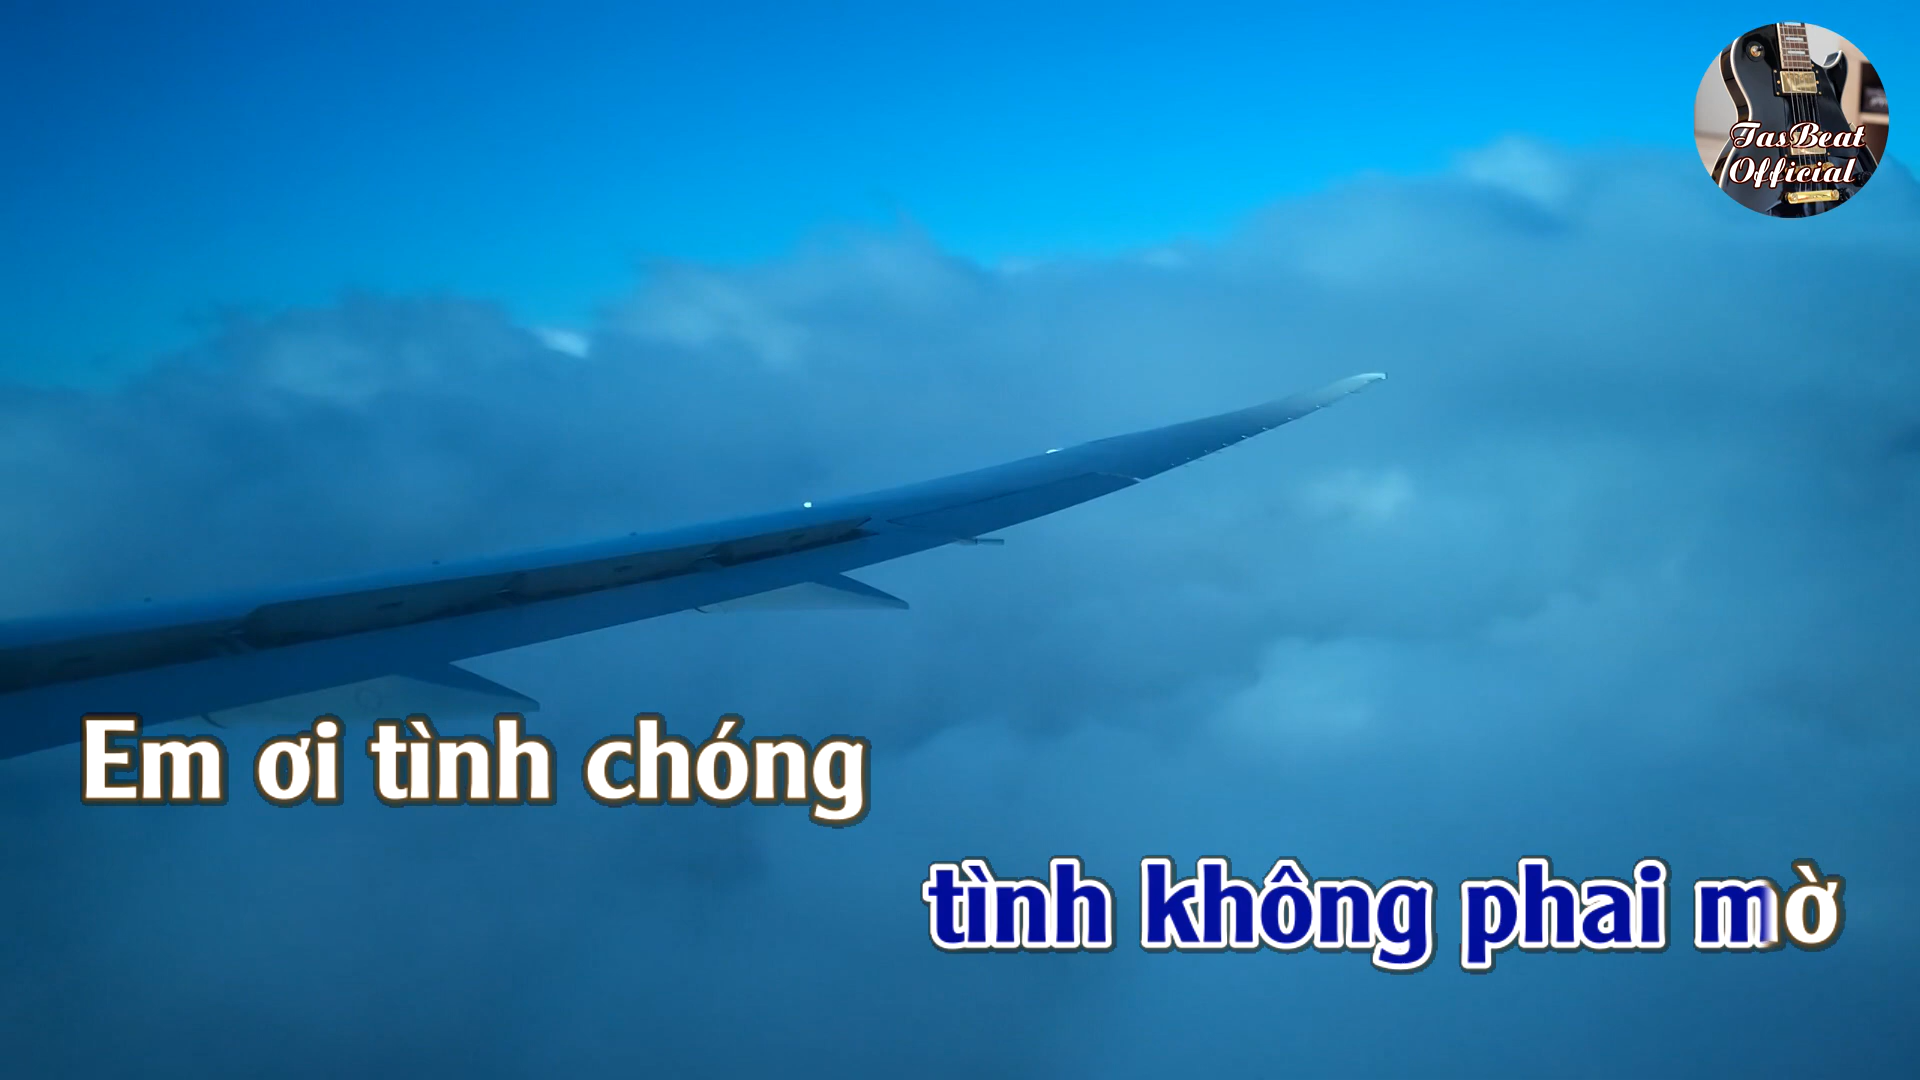 TasBeat
Official
Em ơi tình chóng
tình không phai mờ